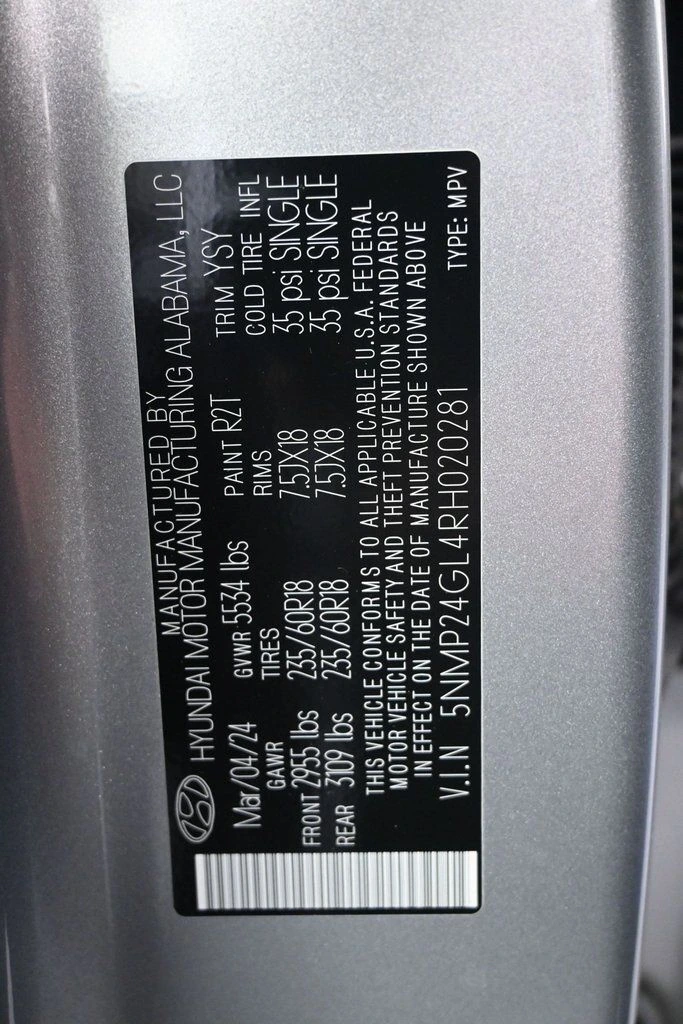 MANUFACTURED BY
HYUNDAI MOTOR MANUFACTURING ALABAMA, LLC
Mar/04/24 GVWR 5534 lbs PAINT R2T TRIM YSY
GAWR TIRES RIMS COLD TIRE INFL
FRONT 2955 lbs 235/60R18 7.5JX18 35 psi SINGLE
REAR 3109 lbs 235/60R18 7.5JX18 35 psi SINGLE
THIS VEHICLE CONFORMS TO ALL APPLICABLE U.S.A. FEDERAL
MOTOR VEHICLE SAFETY AND THEFT PREVENTION STANDARDS
IN EFFECT ON THE DATE OF MANUFACTURE SHOWN ABOVE
V.I.N 5NMP24GL4RH020281 TYPE: MPV